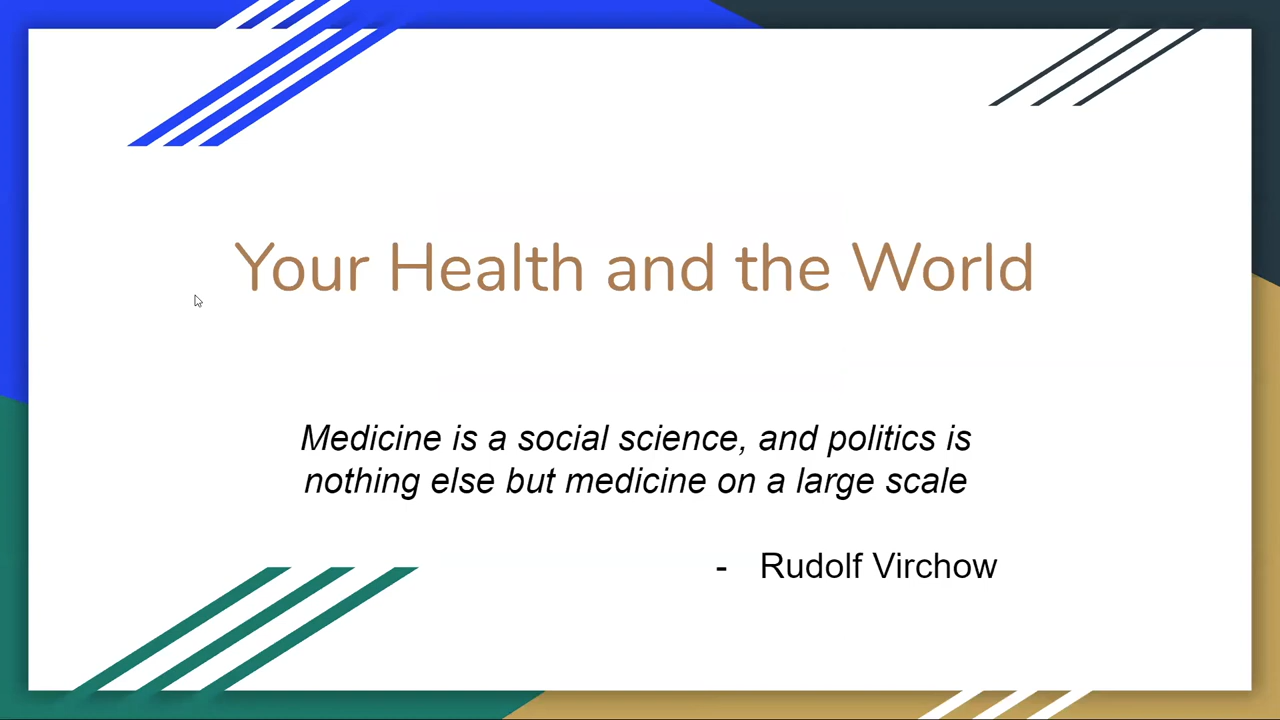 Your Health and the World
Medicine is a social science, and politics is
nothing else but medicine on a large scale
- Rudolf Virchow